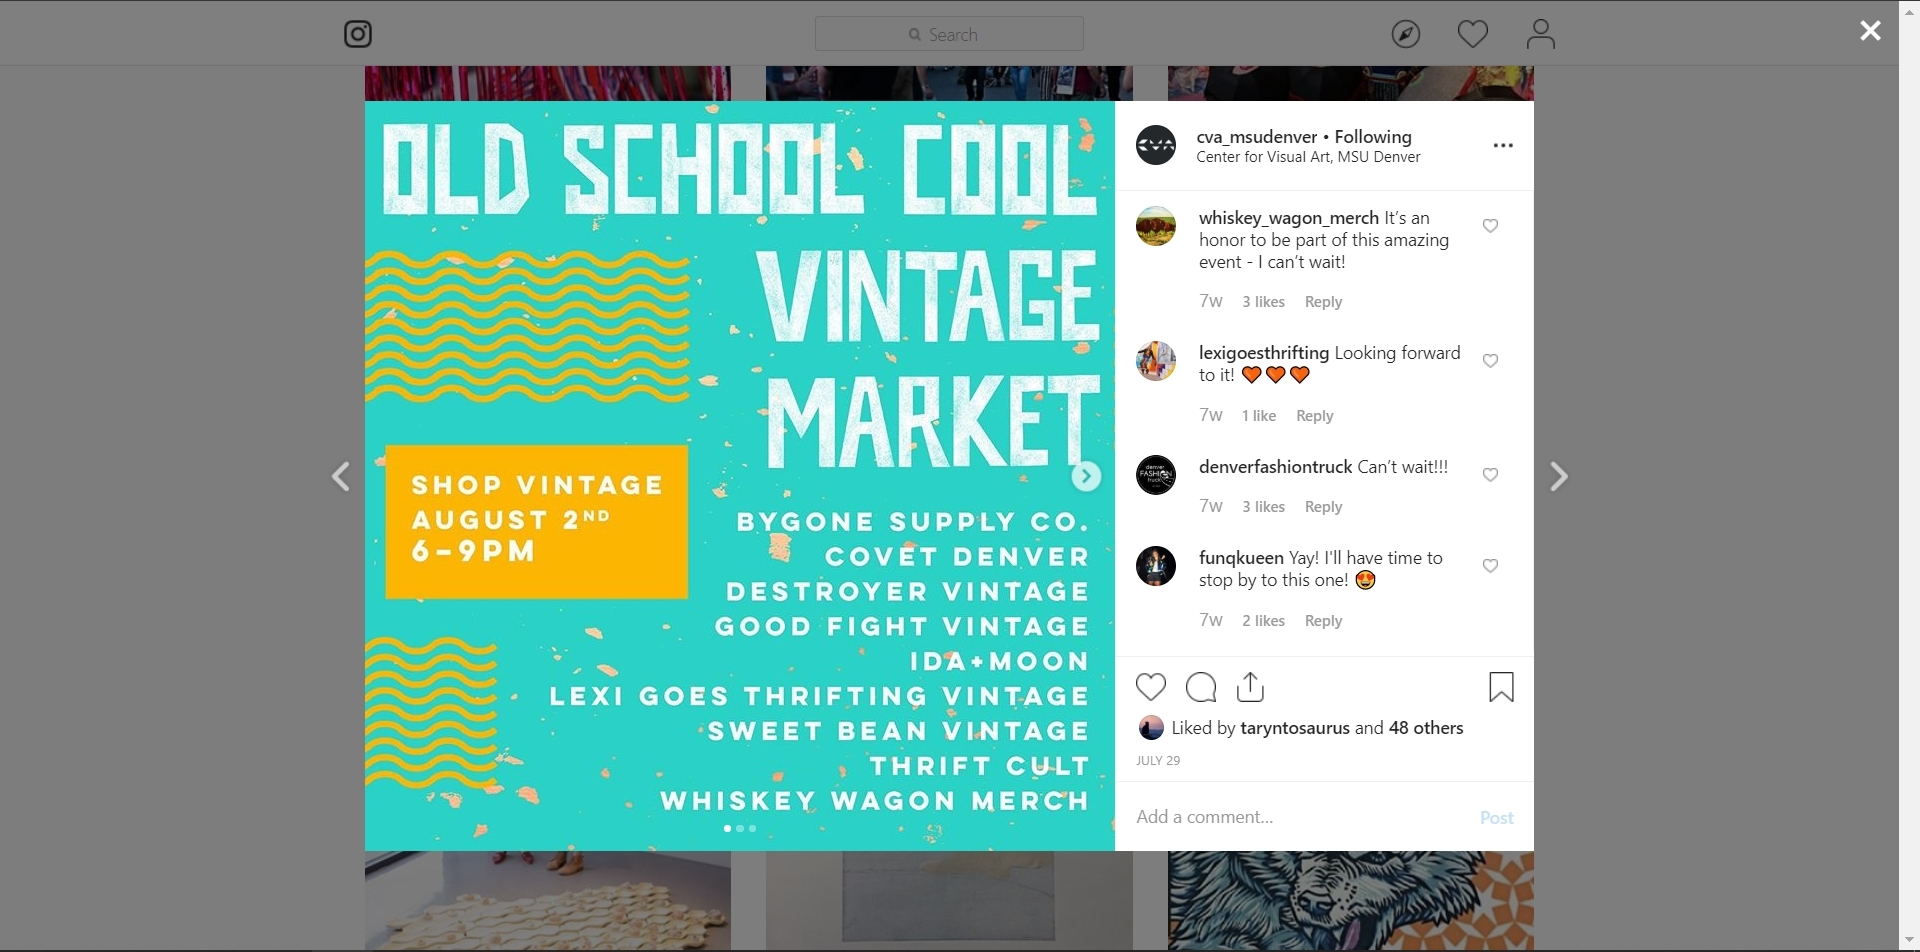 Search
OLD SCHOOL COOL
VINTAGE
MARKET
SHOP VINTAGE
AUGUST 2ND
6-9PM
BYGONE SUPPLY CO.
COVET DENVER
DESTROYER VINTAGE
GOOD FIGHT VINTAGE
IDA+MOON
LEXI GOES THRIFTING VINTAGE
SWEET BEAN VINTAGE
THRIFT CULT
WHISKEY WAGON MERCH
cva_msudenver • Following
Center for Visual Art, MSU Denver
whiskey_wagon_merch It’s an
honor to be part of this amazing
event - I can’t wait!
7w 3 likes Reply
lexigoesthrifting Looking forward
to it! 🧡🧡🧡
7w 1 like Reply
denver
FASHION
truck
denverfashiontruck Can’t wait!!!
7w 3 likes Reply
funqkueen Yay! I'll have time to
stop by to this one! 😍
7w 2 likes Reply
Liked by taryntosaurus and 48 others
JULY 29
Add a comment...
Post